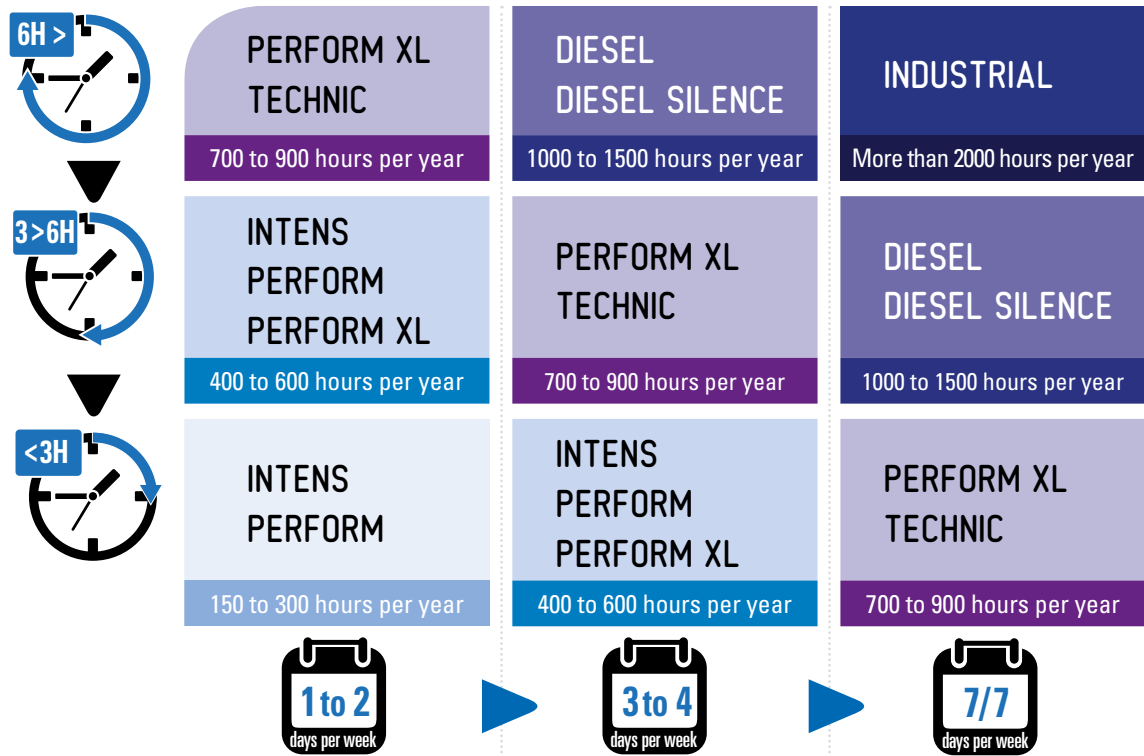 6H >
PERFORM XL
TECHNIC
700 to 900 hours per year
DIESEL
DIESEL SILENCE
1000 to 1500 hours per year
INDUSTRIAL
More than 2000 hours per year
3>6H
INTENS
PERFORM
PERFORM XL
400 to 600 hours per year
PERFORM XL
TECHNIC
700 to 900 hours per year
DIESEL
DIESEL SILENCE
1000 to 1500 hours per year
<3H
INTENS
PERFORM
150 to 300 hours per year
INTENS
PERFORM
PERFORM XL
400 to 600 hours per year
PERFORM XL
TECHNIC
700 to 900 hours per year
1 to 2
days per week
3 to 4
days per week
7/7
days per week